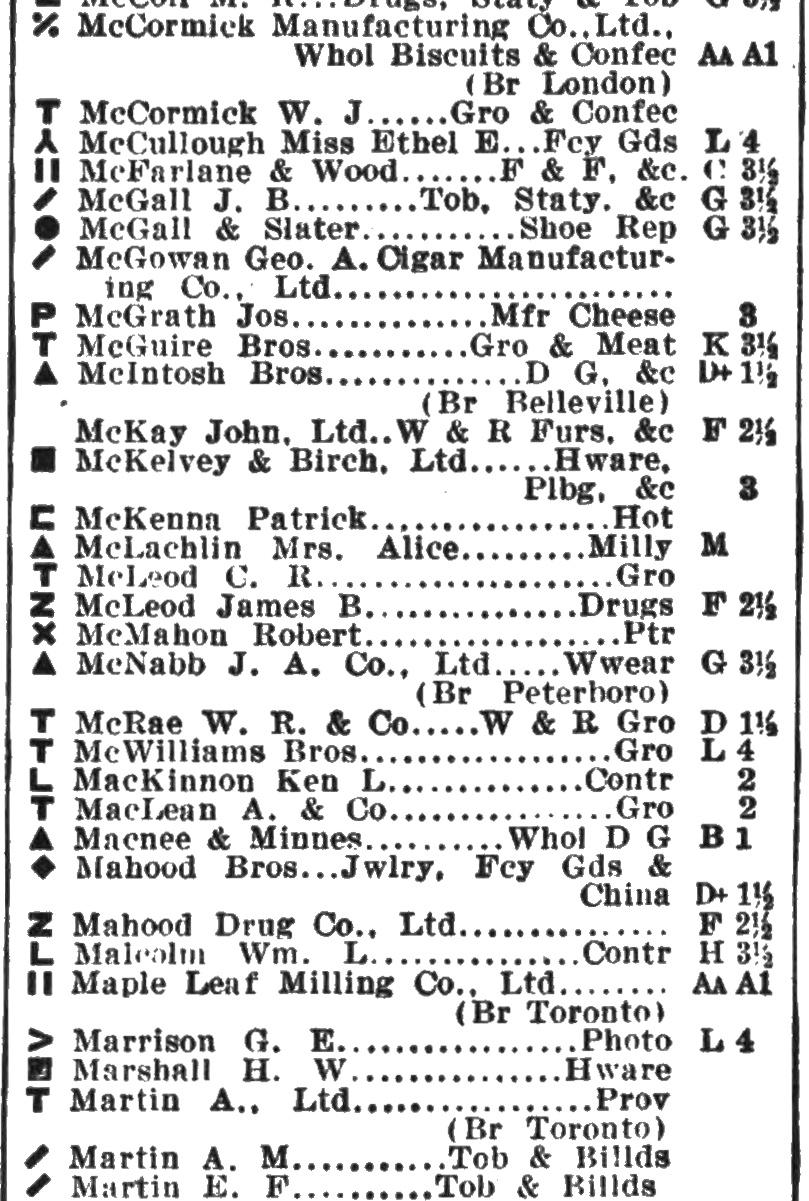 McColl M. R...Drugs, Staty & Tob G 3½
% McCormick Manufacturing Co., Ltd.,
Whol Biscuits & Confec AA A1
(Br London)
T McCormick W. J......Gro & Confec
⅄ McCullough Miss Ethel E...Fcy Gds L 4
II McFarlane & Wood.......F & F, &c. C 3½
McGall J. B.........Tob, Staty, &c G 3½
● McGall & Slater...........Shoe Rep G 3½
McGowan Geo. A. Cigar Manufactur-
ing Co., Ltd........................
P McGrath Jos..............Mfr Cheese 3
T McGuire Bros...........Gro & Meat K 3½
▲ McIntosh Bros..............D G, &c D+ 1½
(Br Belleville)
McKay John, Ltd..W & R Furs, &c F 2½
■ McKelvey & Birch, Ltd......Hware,
Plbg, &c 3
⊏ McKenna Patrick.................Hot
▲ McLachlin Mrs. Alice.........Milly M
T McLeod C. R.....................Gro
Z McLeod James B...............Drugs F 2½
× McMahon Robert..................Ptr
▲ McNabb J. A. Co., Ltd.....Wwear G 3½
(Br Peterboro)
T McRae W. R. & Co.....W & R Gro D 1½
T McWilliams Bros..................Gro L 4
L MacKinnon Ken L..............Contr 2
T MacLean A. & Co................Gro 2
▲ Macnee & Minnes..........Whol D G B 1
◆ Mahood Bros...Jwlry, Fcy Gds &
China D+ 1½
Z Mahood Drug Co., Ltd............... F 2½
L Malcolm Wm. L...............Contr H 3½
II Maple Leaf Milling Co., Ltd........ AA A1
(Br Toronto)
> Marrison G. E.................Photo L 4
Marshall H. W...............Hware
T Martin A., Ltd.................Prov
(Br Toronto)
Martin A. M...........Tob & Billds
Martin E. F..........Tob & Billds